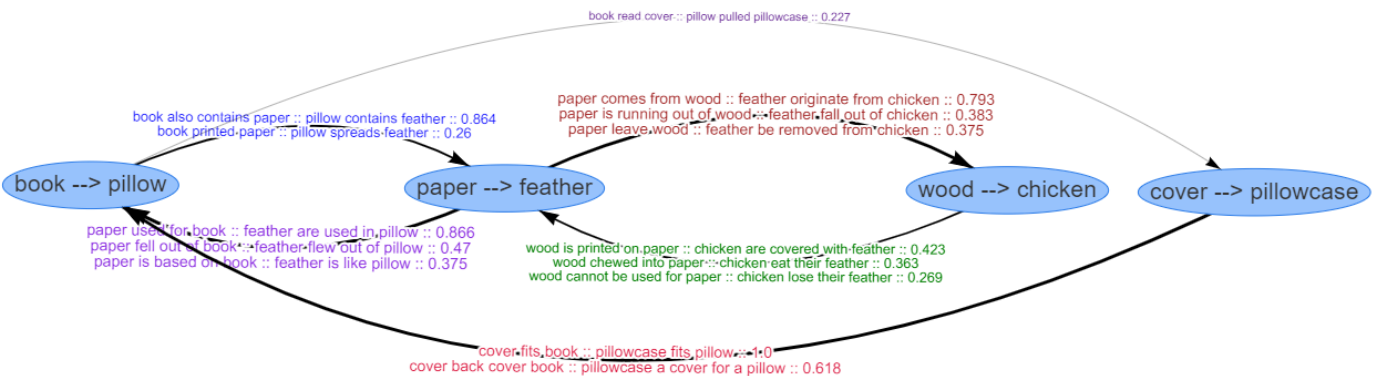 book read cover :: pillow pulled pillowcase :: 0.227
book also contains paper :: pillow contains feather :: 0.864
book printed paper :: pillow spreads feather :: 0.26
paper comes from wood :: feather originate from chicken :: 0.793
paper is running out of wood :: feather fall out of chicken :: 0.383
paper leave wood :: feather be removed from chicken :: 0.375
book --> pillow
paper --> feather
wood --> chicken
cover --> pillowcase
paper used for book :: feather are used in pillow :: 0.866
paper fell out of book :: feather flew out of pillow :: 0.47
paper is based on book :: feather is like pillow :: 0.375
wood is printed on paper :: chicken are covered with feather :: 0.423
wood chewed into paper :: chicken eat their feather :: 0.363
wood cannot be used for paper :: chicken lose their feather :: 0.269
cover fits book :: pillowcase fits pillow :: 1.0
cover back cover book :: pillowcase a cover for a pillow :: 0.618